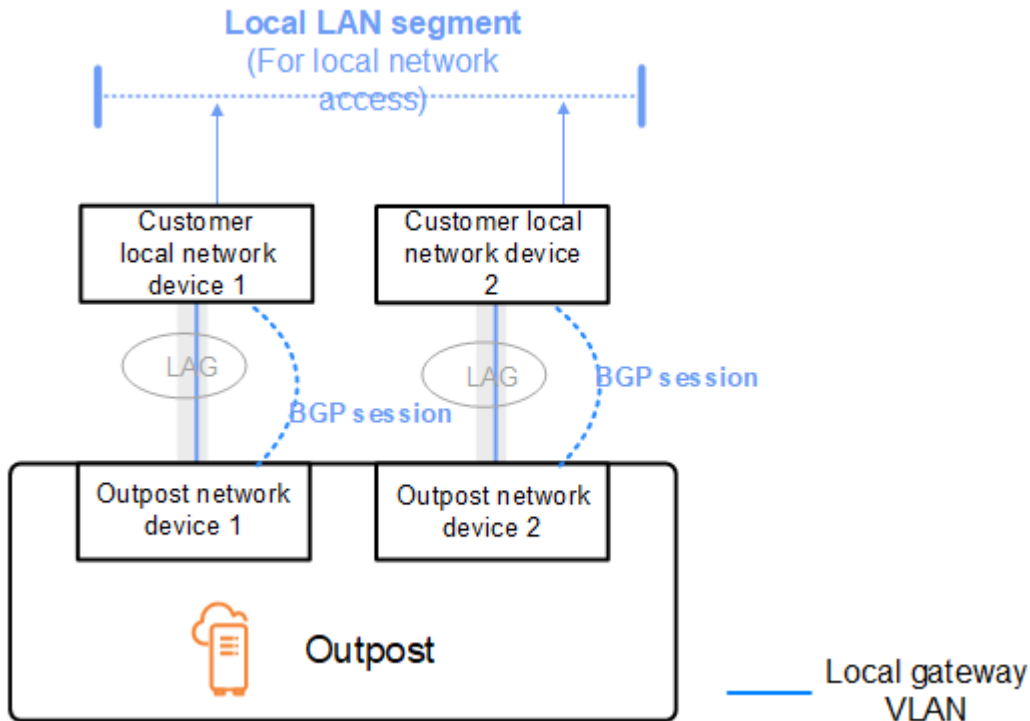 Local LAN segment
(For local network
access)
Customer
local network
device 1
Customer local
network device
2
LAG
LAG
BGP session
BGP session
Outpost network
device 1
Outpost network
device 2
Outpost
Local gateway
VLAN